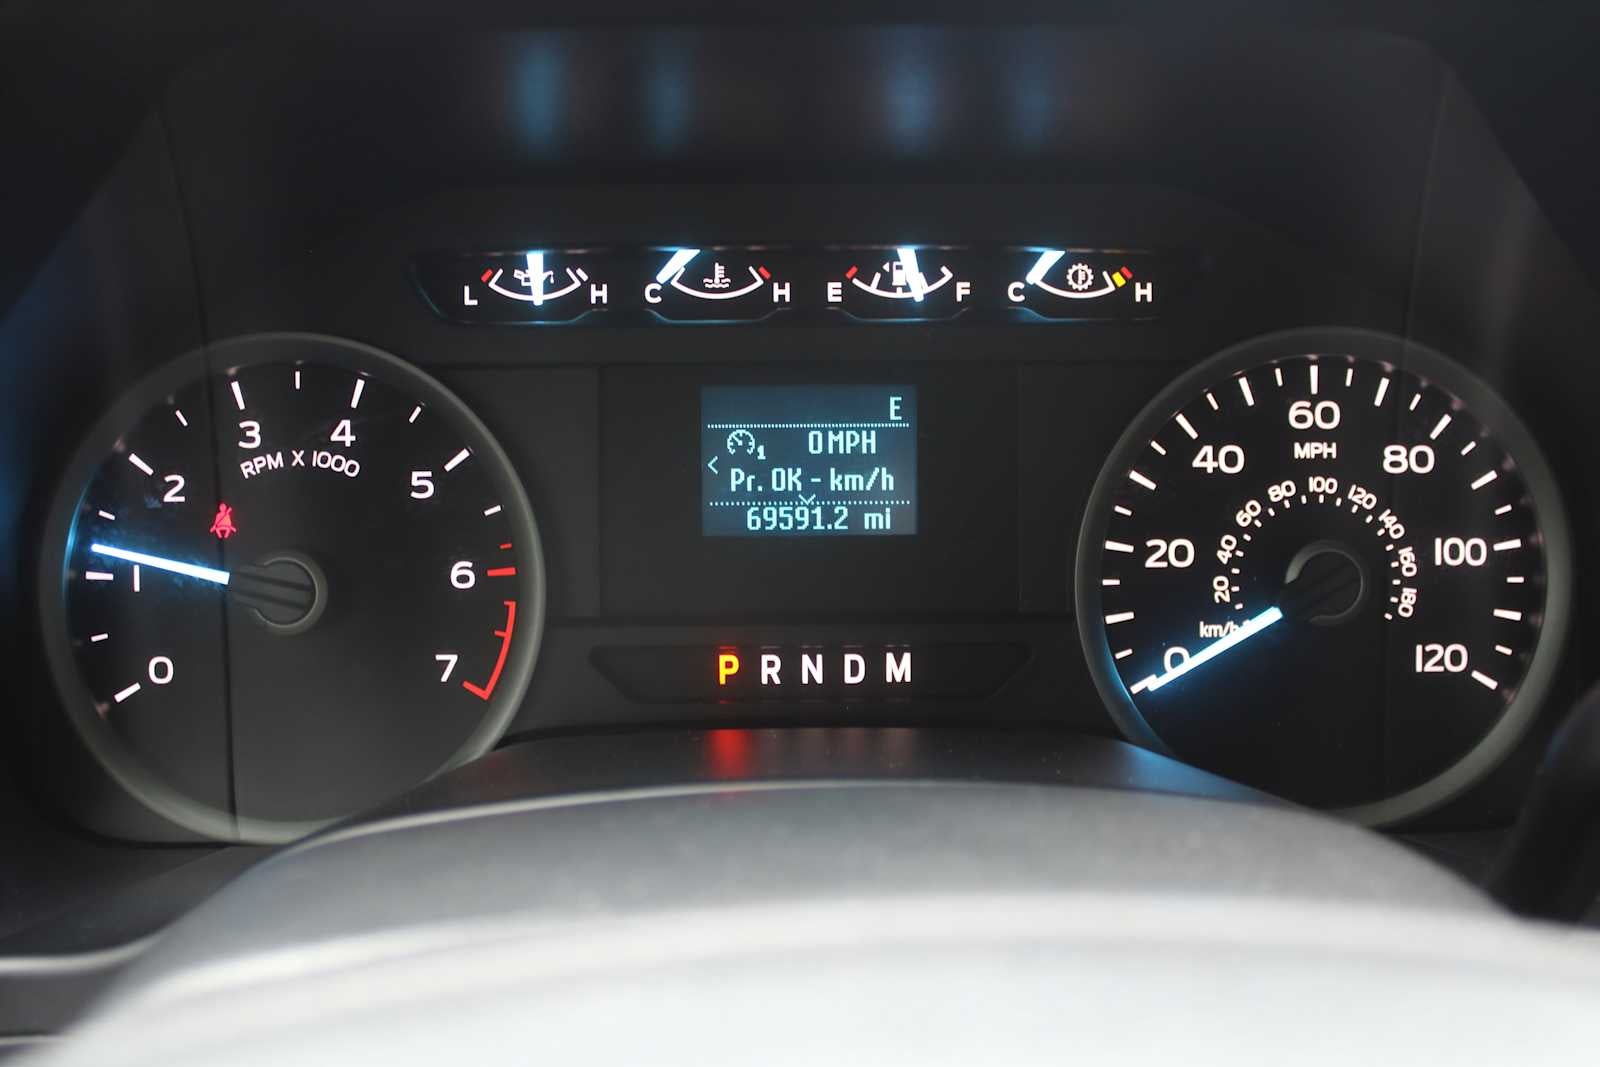 L H C H E F C H
E
1 0 MPH
Pr. OK - km/h
69591.2 mi
0 1 2 3 4 5 6 7
RPM X 1000
0 20 40 60 80 100 120
MPH
20 40 60 80 100 120 140 160 180
km/h
P R N D M